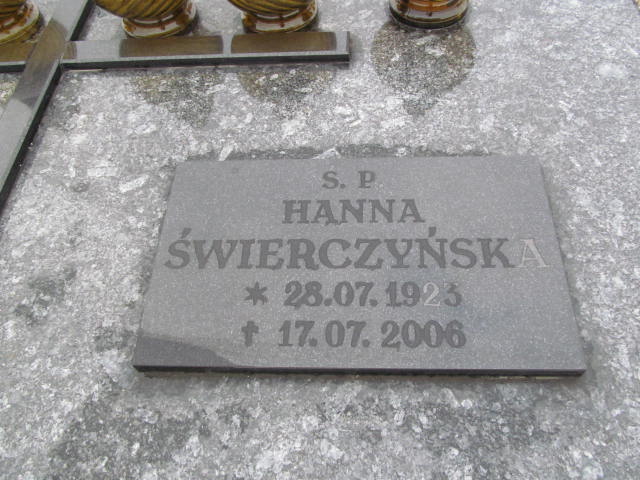 S. P.
HANNA
ŚWIERCZYŃSKA
* 28.07.1923
✝ 17.07.2006